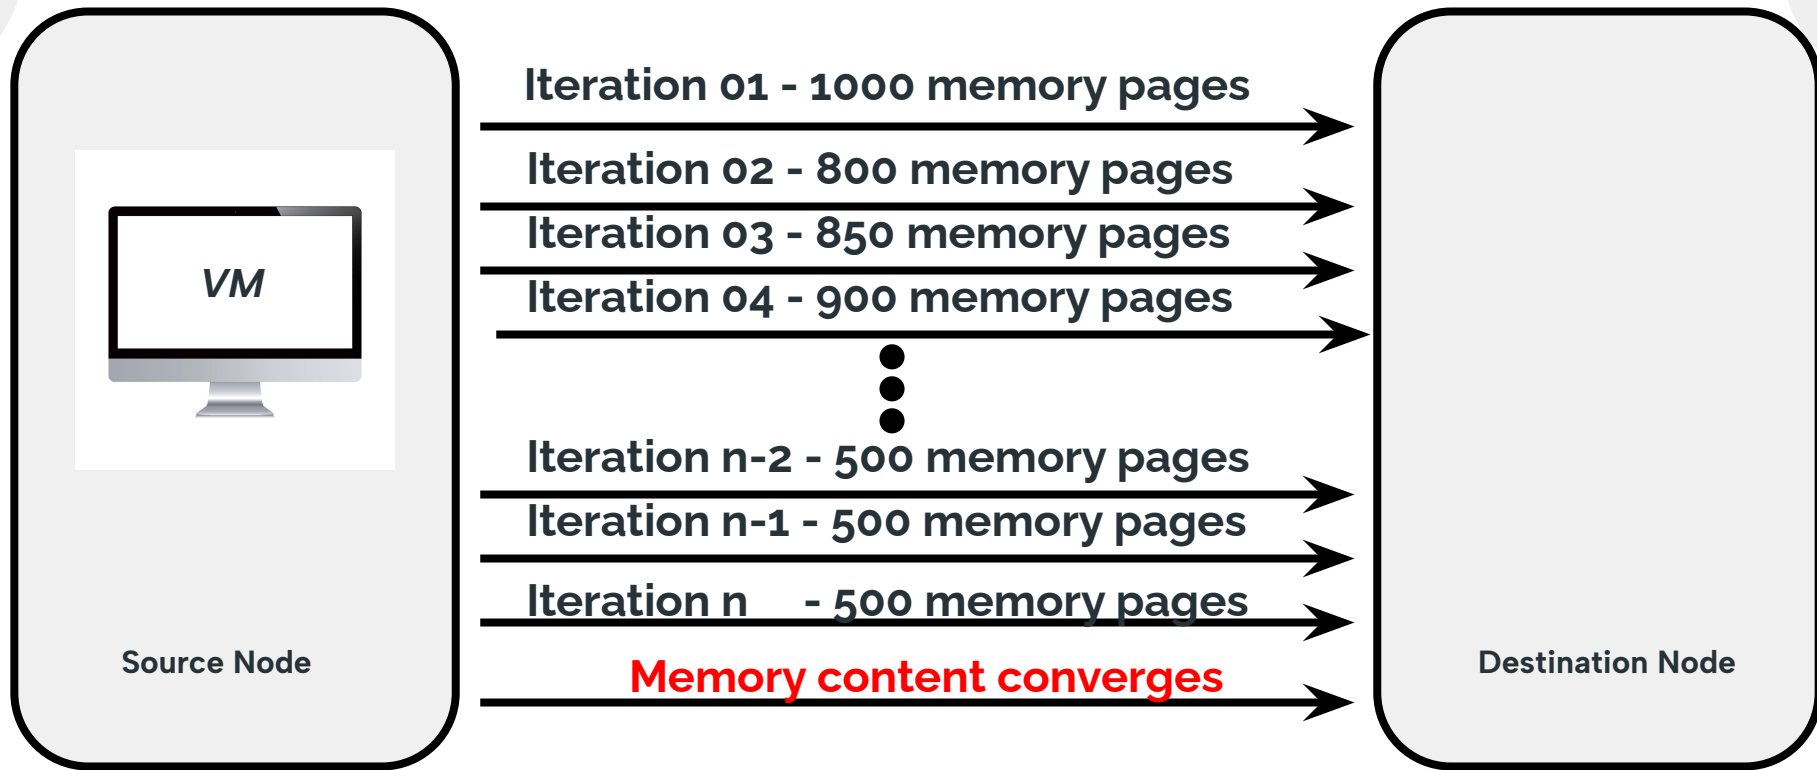 Iteration 01 - 1000 memory pages
Iteration 02 - 800 memory pages
Iteration 03 - 850 memory pages
Iteration 04 - 900 memory pages
VM
Iteration n-2 - 500 memory pages
Iteration n-1 - 500 memory pages
Iteration n - 500 memory pages
Memory content converges
Source Node
Destination Node